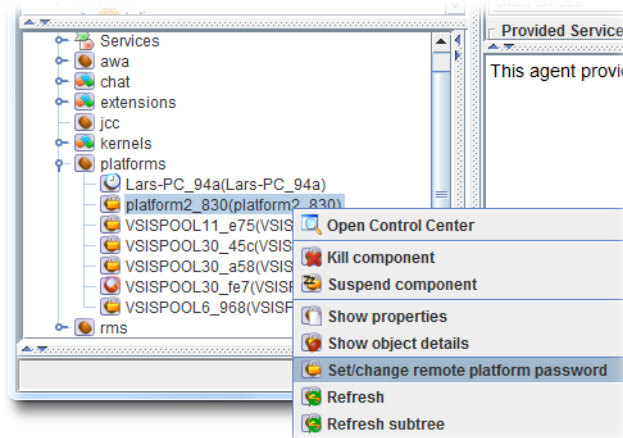 Provided Service
Services
awa
chat
extensions
jcc
kernels
platforms
Lars-PC_94a(Lars-PC_94a)
platform2_830(platform2_830)
VSISPOOL11_e75(VSIS
VSISPOOL30_45c(VSIS
VSISPOOL30_a58(VSIS
VSISPOOL30_fe7(VSISF
VSISPOOL6_968(VSISF
rms
This agent provi
Open Control Center
Kill component
Suspend component
Show properties
Show object details
Set/change remote platform password
Refresh
Refresh subtree